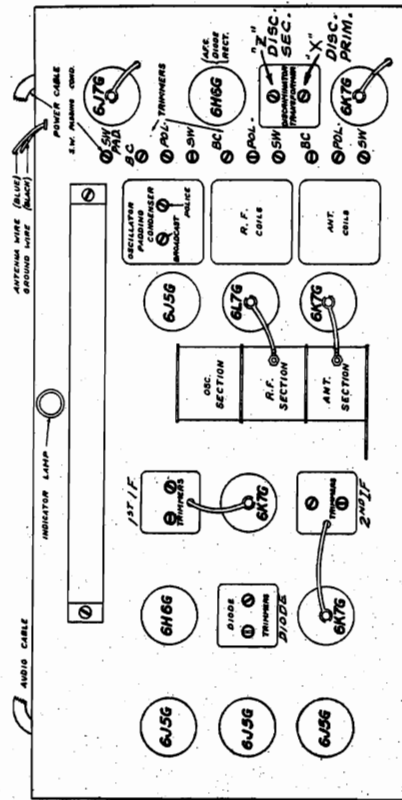 ANTENNA WIRE (BLUE)
GROUND WIRE (BLACK)
POWER CABLE
S.W. PADDING COND.
6J7G
SW
PAD.
BC
TRIMMERS
POL.
SW
BC
POL.
SW
BC
POL.
SW
A.F.C.
DIODE
RECT.
6H6G
"Z"
DISC.
SEC.
DISCRIMINATOR
TRANSFORMER
"X"
DISC.
PRIM.
6K7G
OSCILLATOR
PADDING
CONDENSER
BROADCAST
POLICE
R.F.
COILS
ANT.
COILS
6J5G
6L7G
6K7G
OSC.
SECTION
R.F.
SECTION
ANT.
SECTION
INDICATOR LAMP
1ST I.F.
TRIMMERS
6K7G
2ND IF
TRIMMERS
6H6G
DIODE
TRIMMERS
DIODE
6K7G
AUDIO CABLE
6J5G
6J5G
6J5G